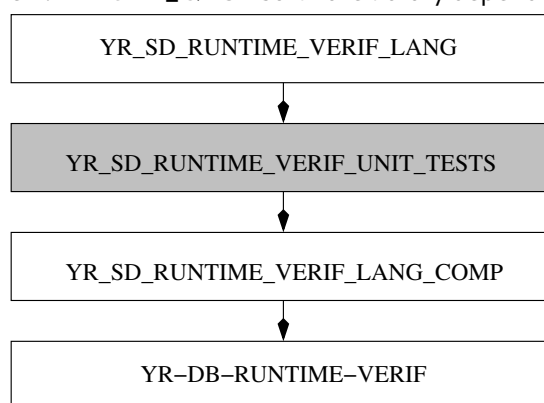 YR_SD_RUNTIME_VERIF_LANG
YR_SD_RUNTIME_VERIF_UNIT_TESTS
YR_SD_RUNTIME_VERIF_LANG_COMP
YR−DB−RUNTIME−VERIF